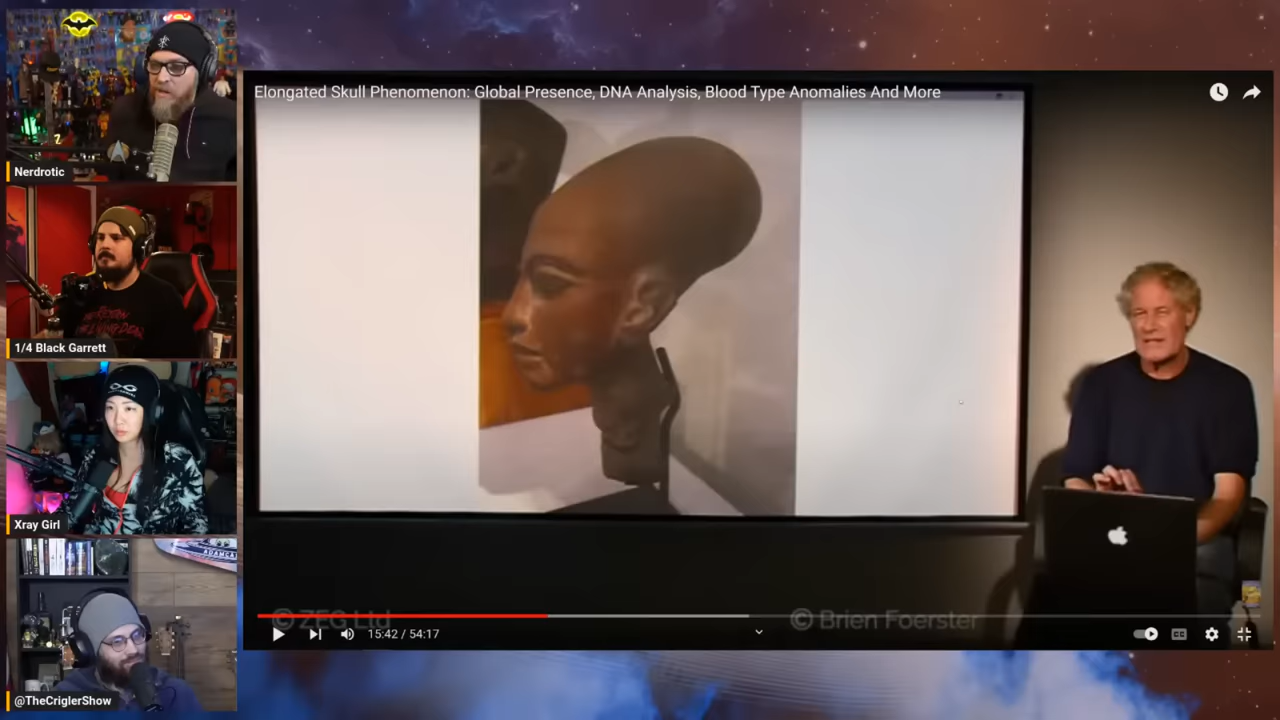 Nerdrotic
1/4 Black Garrett
Xray Girl
@TheCriglerShow
Elongated Skull Phenomenon: Global Presence, DNA Analysis, Blood Type Anomalies And More
© ZEG Ltd
© Brien Foerster
15:42 / 54:17